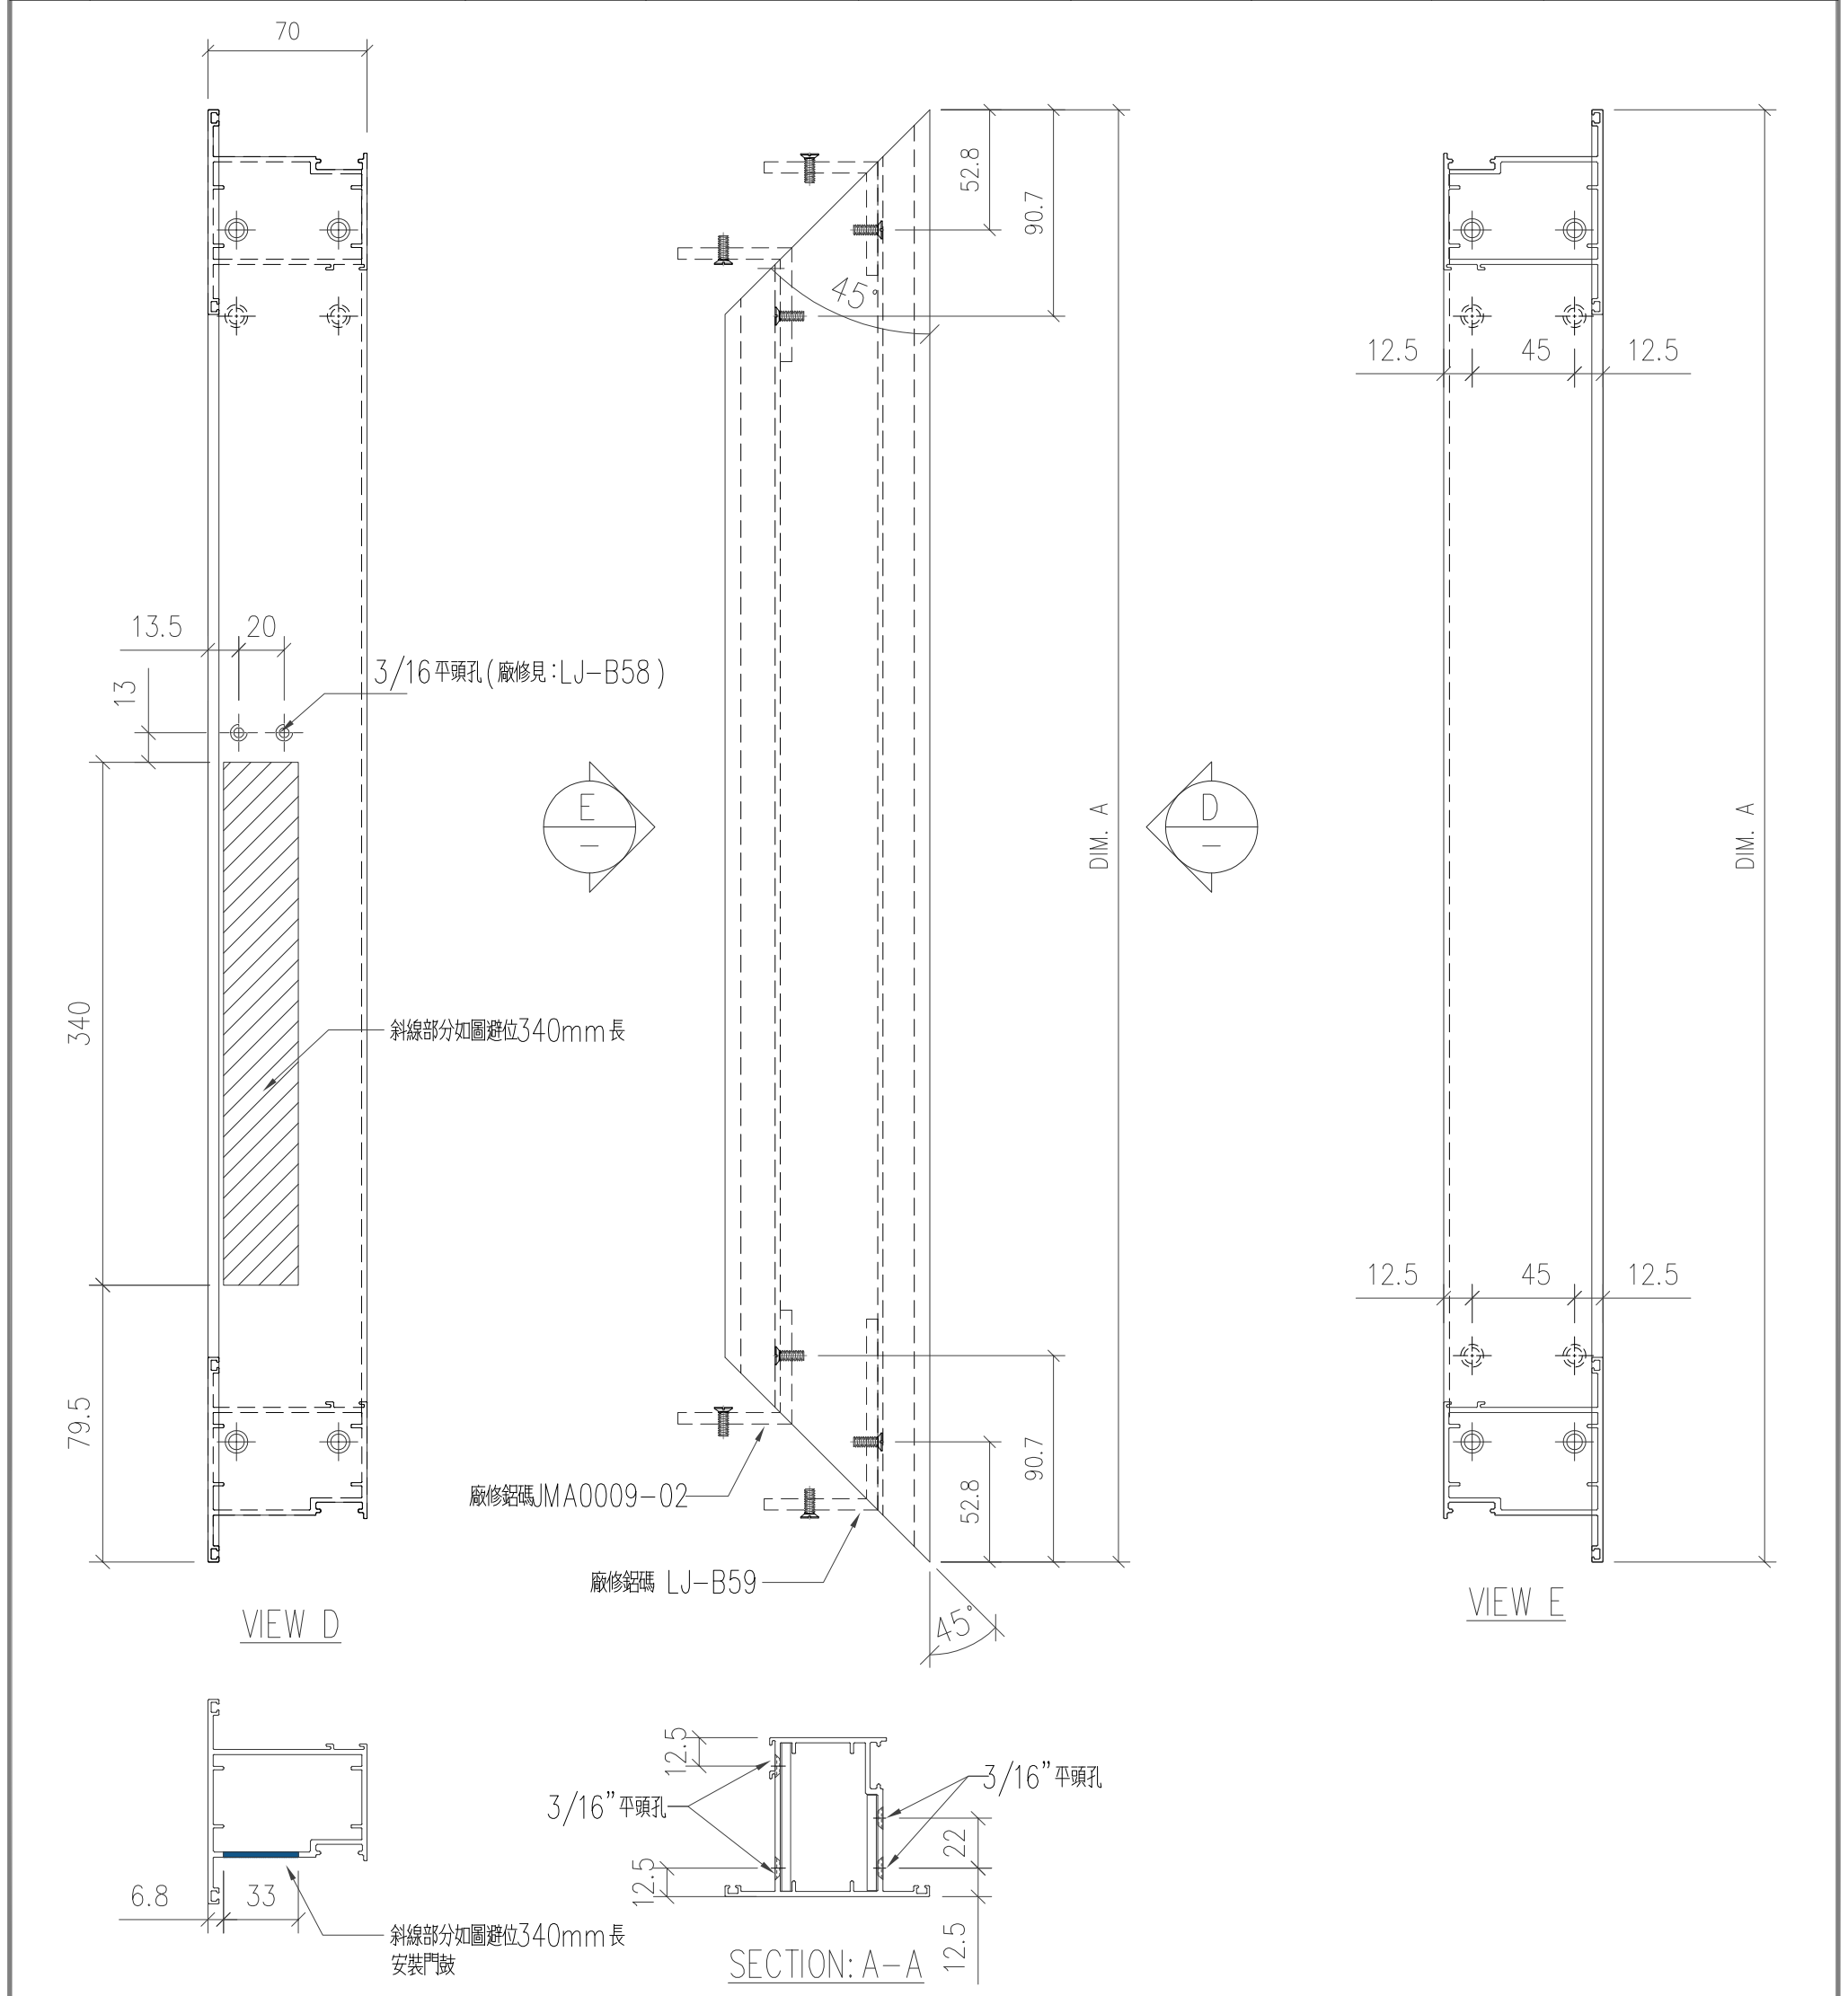 70
52.8
90.7
45°
12.5 45 12.5
13.5 20
3/16平頭孔(廠修見:LJ-B58)
13
E
-
D
-
DIM. A
DIM. A
340
斜線部分如圖避位340mm長
12.5 45 12.5
79.5
90.7
52.8
廠修鋁碼JMA0009-02
廠修鋁碼 LJ-B59
45°
VIEW D
VIEW E
12.5
3/16”平頭孔
3/16”平頭孔
22
12.5
12.5
6.8 33
斜線部分如圖避位340mm長
安裝門鼓
SECTION: A-A